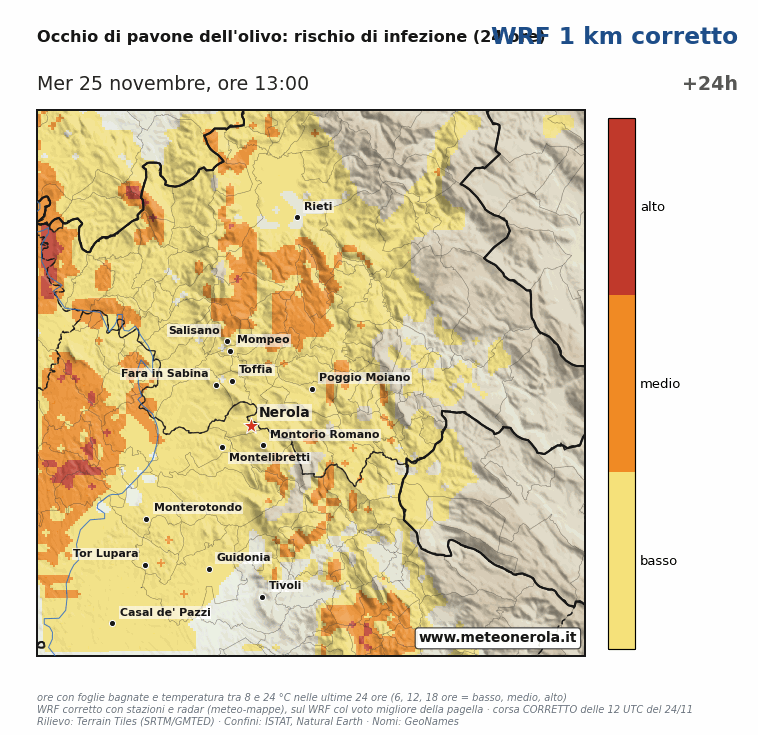 Occhio di pavone dell'olivo: rischio di infezione (24 ore)
WRF 1 km corretto
Mer 25 novembre, ore 13:00
+24h
alto
Rieti
Salisano
Mompeo
medio
Toffia
Fara in Sabina
Poggio Moiano
Nerola
Montorio Romano
Montelibretti
Monterotondo
basso
Tor Lupara
Guidonia
Tivoli
Casal de' Pazzi
www.meteonerola.it
ore con foglie bagnate e temperatura tra 8 e 24 °C nelle ultime 24 ore (6, 12, 18 ore = basso, medio, alto)
WRF corretto con stazioni e radar (meteo-mappe), sul WRF col voto migliore della pagella · corsa CORRETTO delle 12 UTC del 24/11
Rilievo: Terrain Tiles (SRTM/GMTED) · Confini: ISTAT, Natural Earth · Nomi: GeoNames